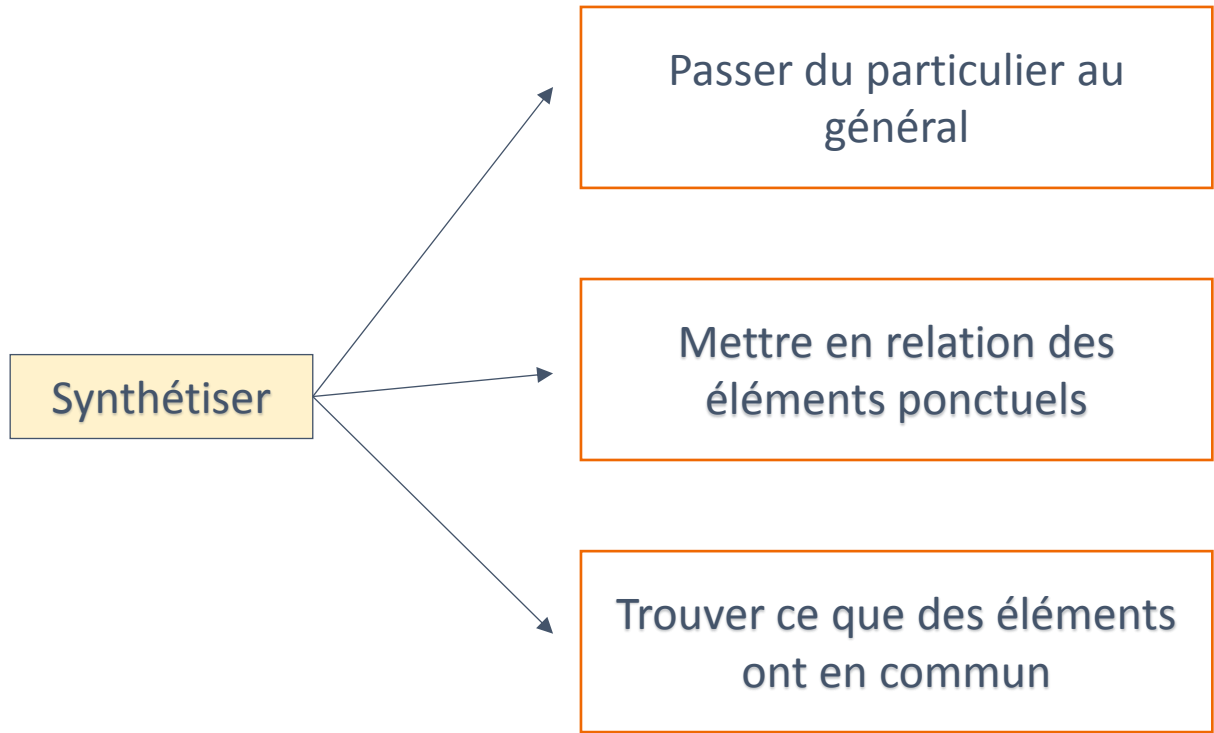 Passer du particulier au
général
Mettre en relation des
éléments ponctuels
Synthétiser
Trouver ce que des éléments
ont en commun